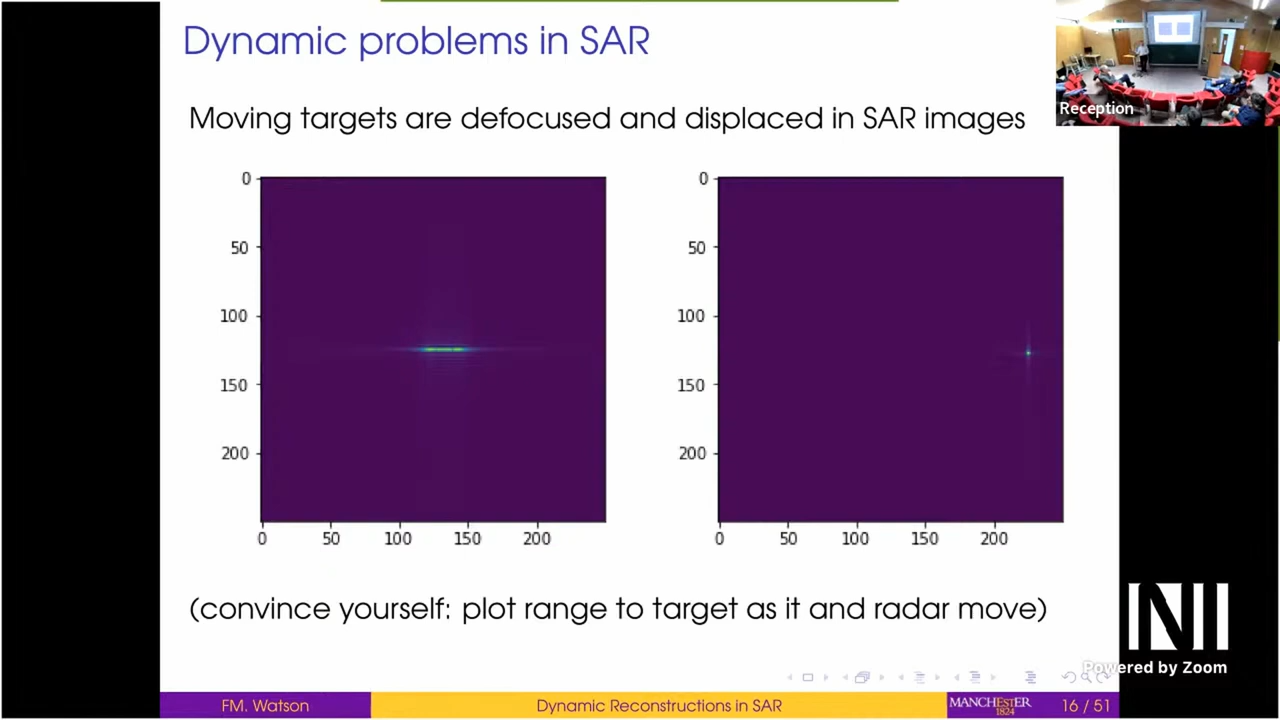 Dynamic problems in SAR
Reception
Moving targets are defocused and displaced in SAR images
0
50
100
150
200
0 50 100 150 200
0
50
100
150
200
0 50 100 150 200
(convince yourself: plot range to target as it and radar move)
NI
Powered by Zoom
FM. Watson
Dynamic Reconstructions in SAR
MANCHEstER
1824
16 / 51